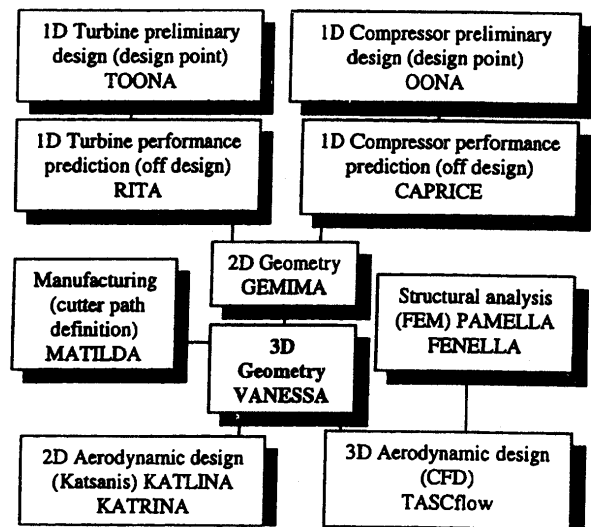 1D Turbine preliminary
design (design point)
TOONA
1D Compressor preliminary
design (design point)
OONA
1D Turbine performance
prediction (off design)
RITA
1D Compressor performance
prediction (off design)
CAPRICE
2D Geometry
GEMIMA
Manufacturing
(cutter path
definition)
MATILDA
Structural analysis
(FEM) PAMELLA
FENELLA
3D
Geometry
VANESSA
2D Aerodynamic design
(Katsanis) KATLINA
KATRINA
3D Aerodynamic design
(CFD)
TASCflow